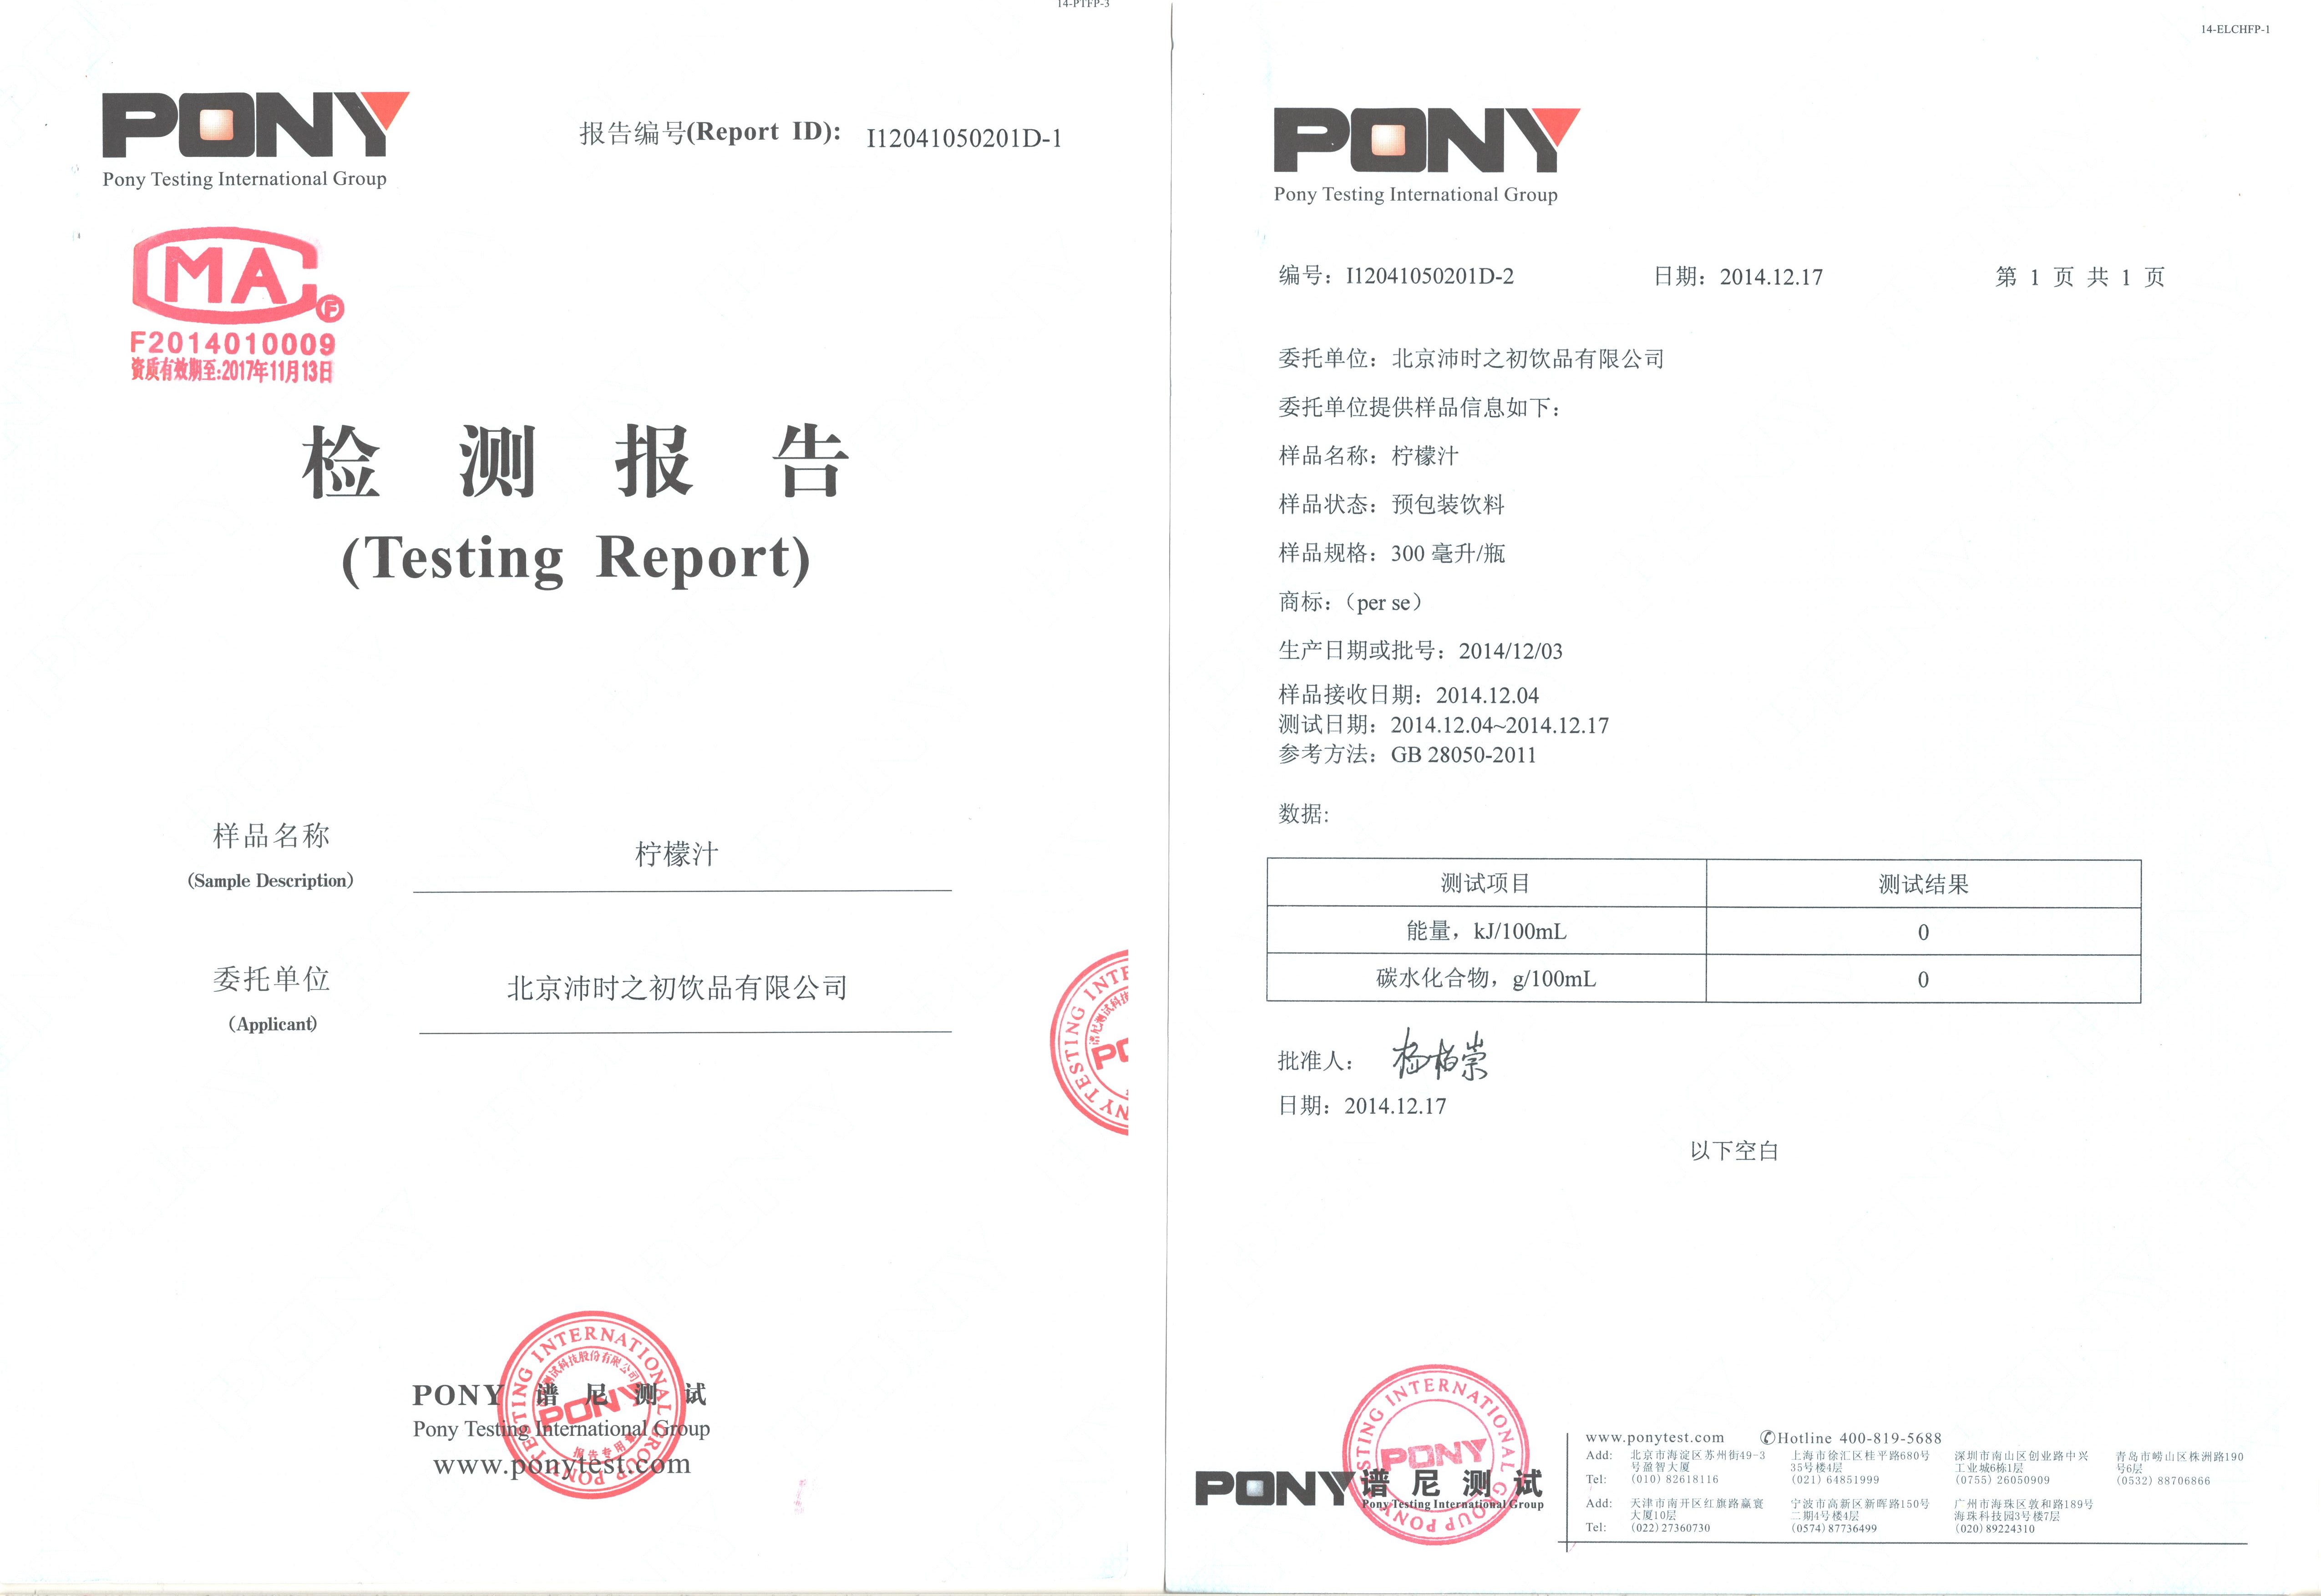 14-PTFP-3
PONY
Pony Testing International Group
报告编号(Report ID): I12041050201D-1
MA
F
F2014010009
资质有效期至:2017年11月13日
检测报告
(Testing Report)
样品名称
(Sample Description)
柠檬汁
委托单位
(Applicant)
北京沛时之初饮品有限公司
PONY 谱尼测试
Pony Testing International Group
www.ponytest.com
PONY TESTING INTERNATIONAL GROUP
PONY
报告专用章
14-ELCHFP-1
PONY
Pony Testing International Group
编号：I12041050201D-2 日期：2014.12.17 第 1 页 共 1 页
委托单位：北京沛时之初饮品有限公司
委托单位提供样品信息如下：
样品名称：柠檬汁
样品状态：预包装饮料
样品规格：300 毫升/瓶
商标：（per se）
生产日期或批号：2014/12/03
样品接收日期：2014.12.04
测试日期：2014.12.04~2014.12.17
参考方法：GB 28050-2011
数据:
测试项目 测试结果
能量，kJ/100mL 0
碳水化合物，g/100mL 0
批准人：
日期：2014.12.17
以下空白
PONY 谱尼测试
Pony Testing International Group
PONY TESTING INTERNATIONAL GROUP
PONY
www.ponytest.com ✆Hotline 400-819-5688
Add: 北京市海淀区苏州街49-3号盈智大厦
Tel: (010) 82618116
上海市徐汇区桂平路680号35号楼4层
(021) 64851999
深圳市南山区创业路中兴工业城6栋1层
(0755) 26050909
青岛市崂山区株洲路190号6层
(0532) 88706866
Add: 天津市南开区红旗路赢寰大厦10层
Tel: (022) 27360730
宁波市高新区新晖路150号二期4号楼4层
(0574) 87736499
广州市海珠区敦和路189号海珠科技园3号楼7层
(020) 89224310